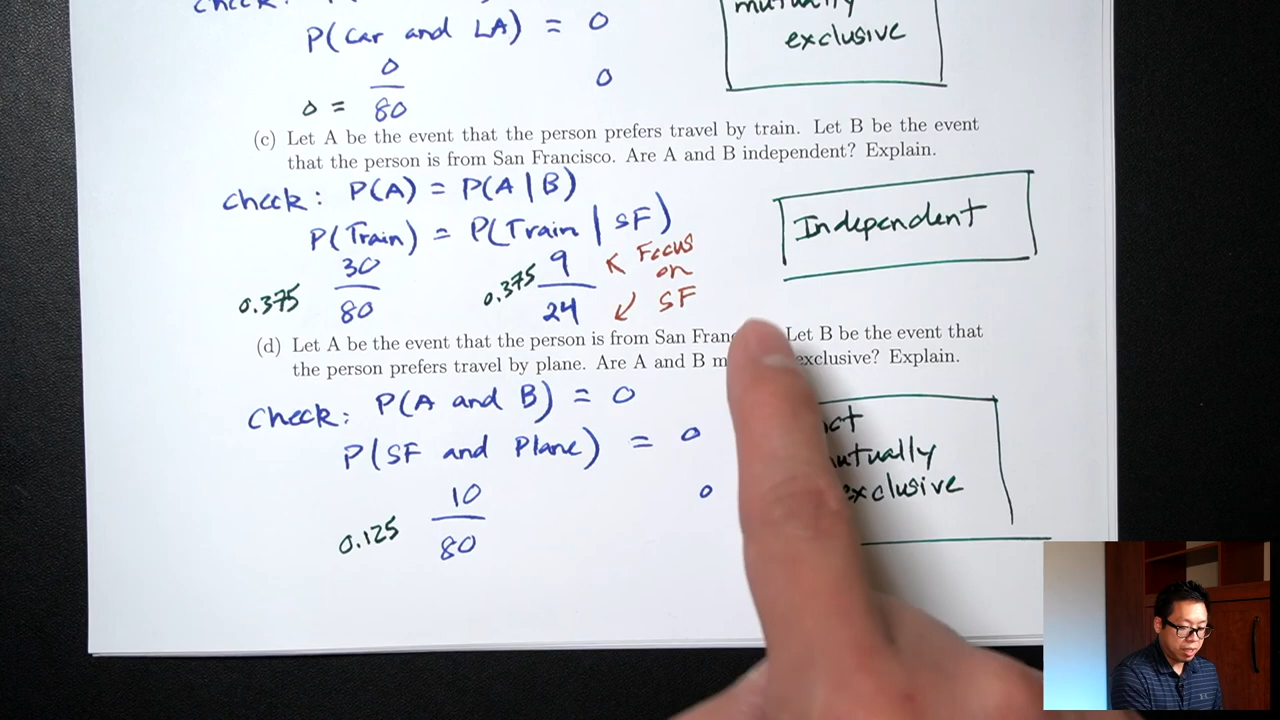 check:
mutually
exclusive
P(Car and LA) = 0
0
0 = 0/80
(c) Let A be the event that the person prefers travel by train. Let B be the event
that the person is from San Francisco. Are A and B independent? Explain.
check: P(A) = P(A|B)
P(Train) = P(Train | SF)
Independent
0.375 30/80
0.375 9/24
Focus
on
SF
(d) Let A be the event that the person is from San Let B be the event that
the person prefers travel by plane. Are A and B exclusive? Explain.
check: P(A and B) = 0
P(SF and Plane) = 0
mutually
exclusive
0.125 10/80
0